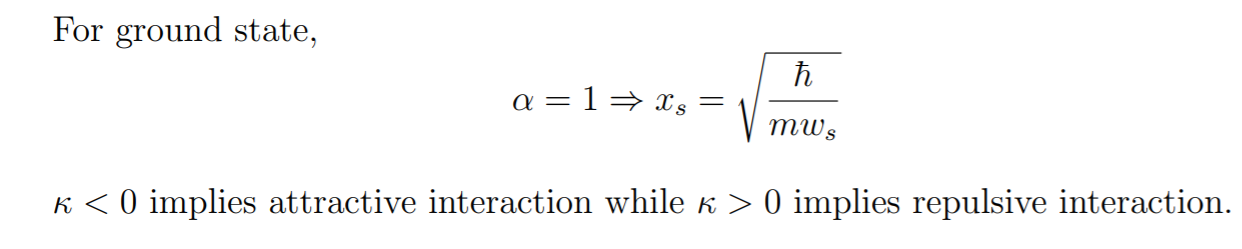 For ground state,
α = 1 ⇒ x_s = √(ħ / mw_s)
κ < 0 implies attractive interaction while κ > 0 implies repulsive interaction.